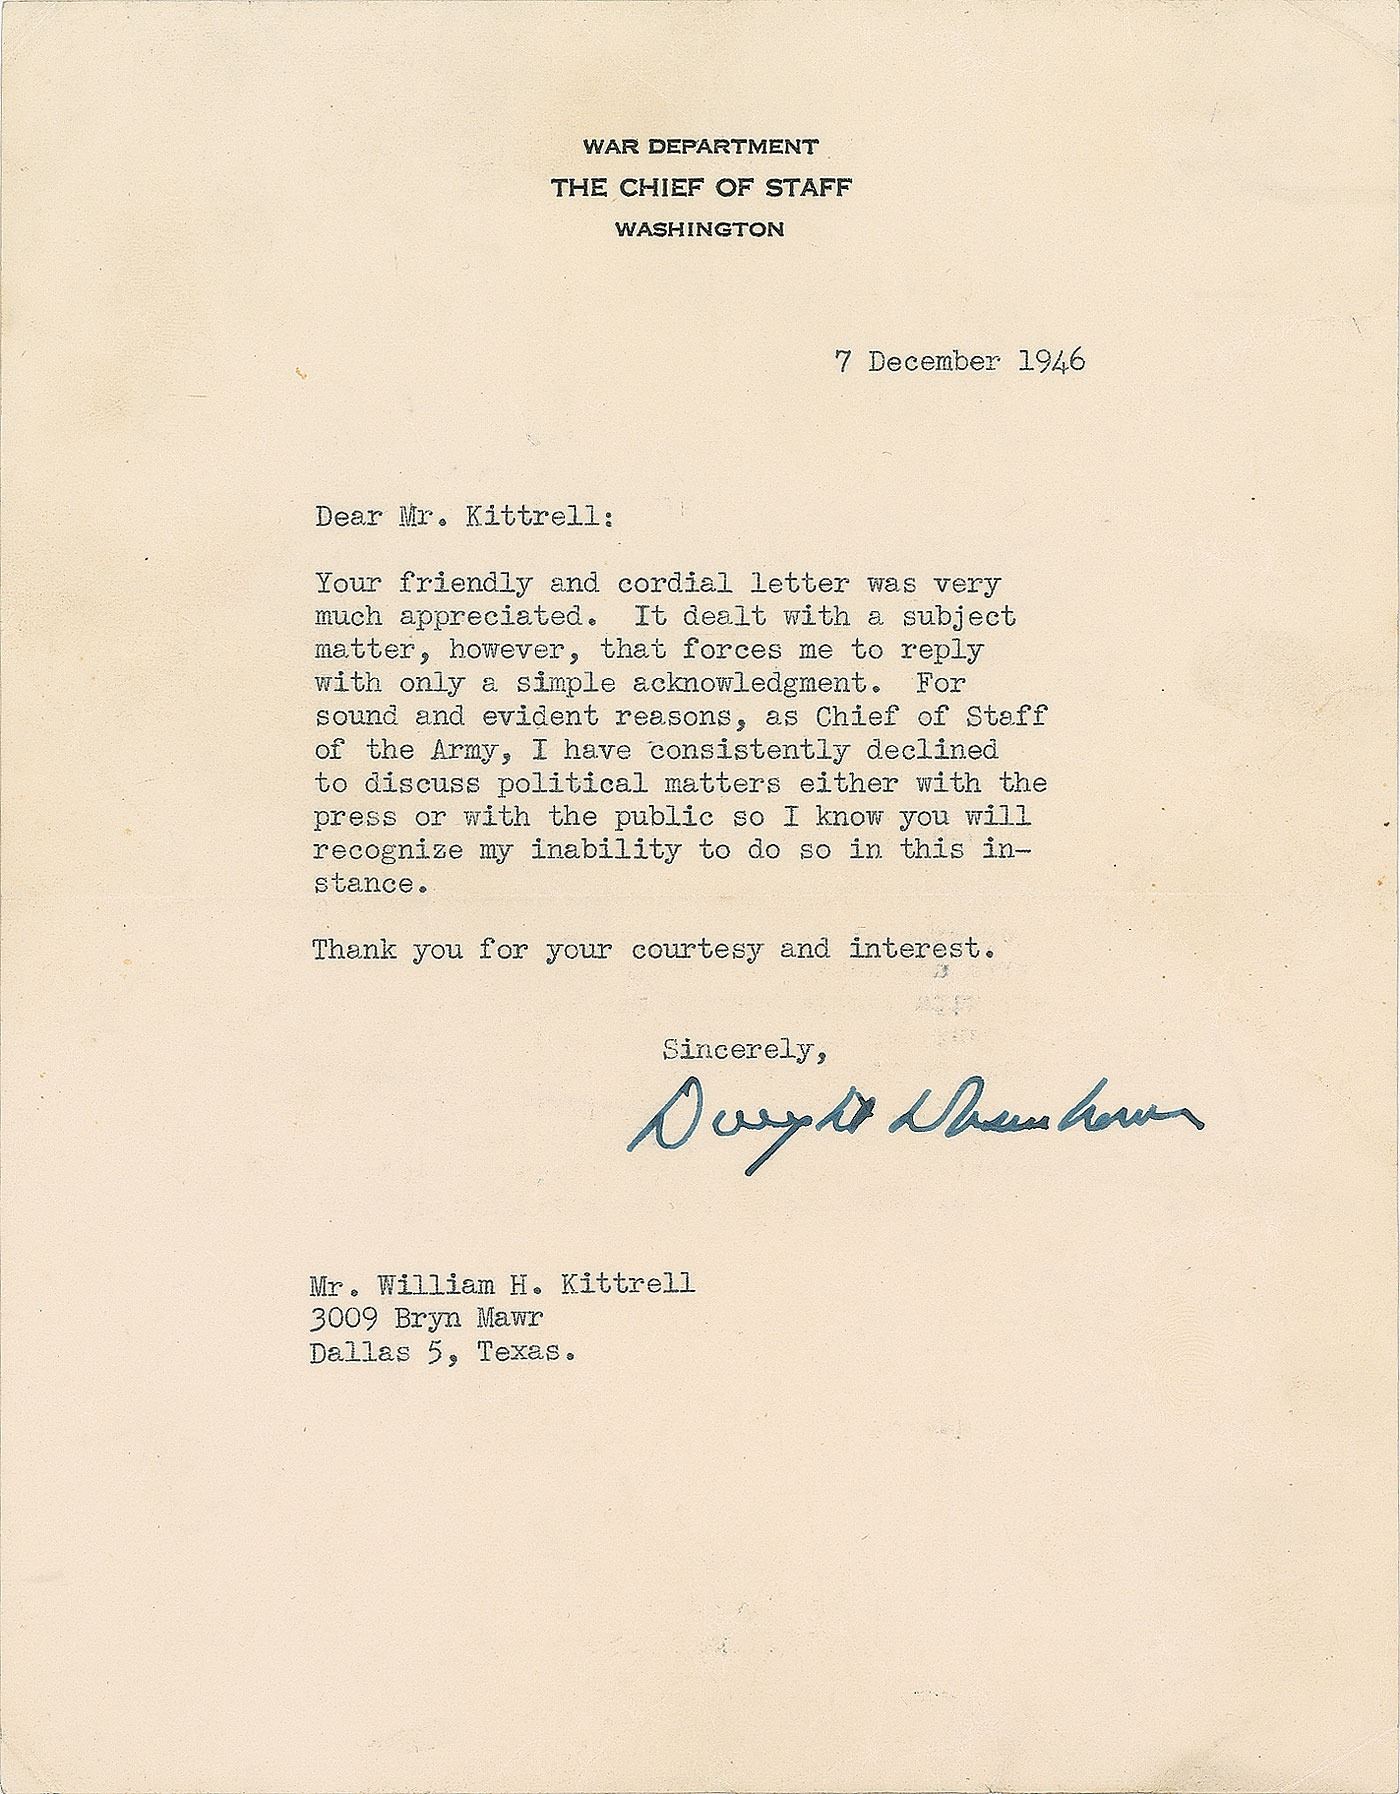 WAR DEPARTMENT
THE CHIEF OF STAFF
WASHINGTON
7 December 1946
Dear Mr. Kittrell:
Your friendly and cordial letter was very
much appreciated. It dealt with a subject
matter, however, that forces me to reply
with only a simple acknowledgment. For
sound and evident reasons, as Chief of Staff
of the Army, I have consistently declined
to discuss political matters either with the
press or with the public so I know you will
recognize my inability to do so in this in-
stance.
Thank you for your courtesy and interest.
Sincerely,
Dwight Eisenhower
Mr. William H. Kittrell
3009 Bryn Mawr
Dallas 5, Texas.